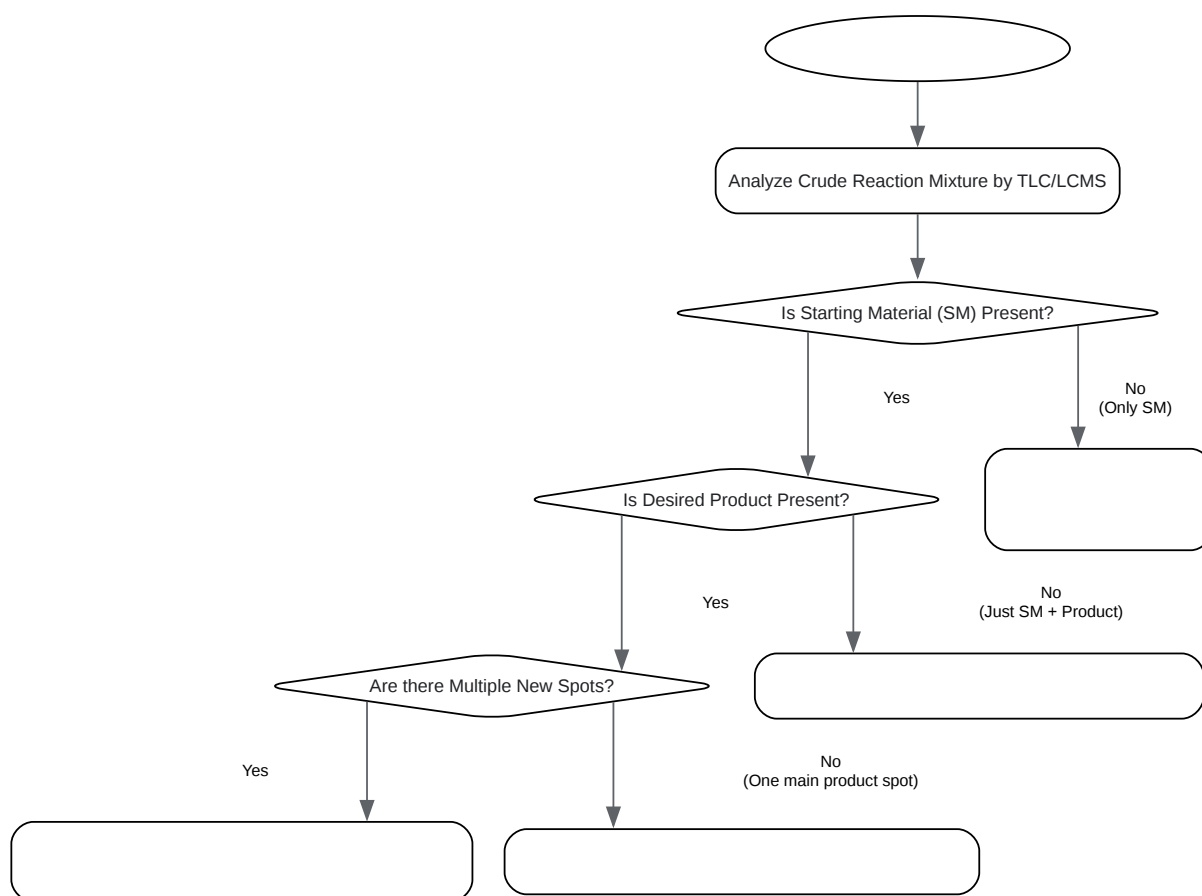 Analyze Crude Reaction Mixture by TLC/LCMS
Is Starting Material (SM) Present?
Yes
No
(Only SM)
Is Desired Product Present?
Yes
No
(Just SM + Product)
Are there Multiple New Spots?
Yes
No
(One main product spot)